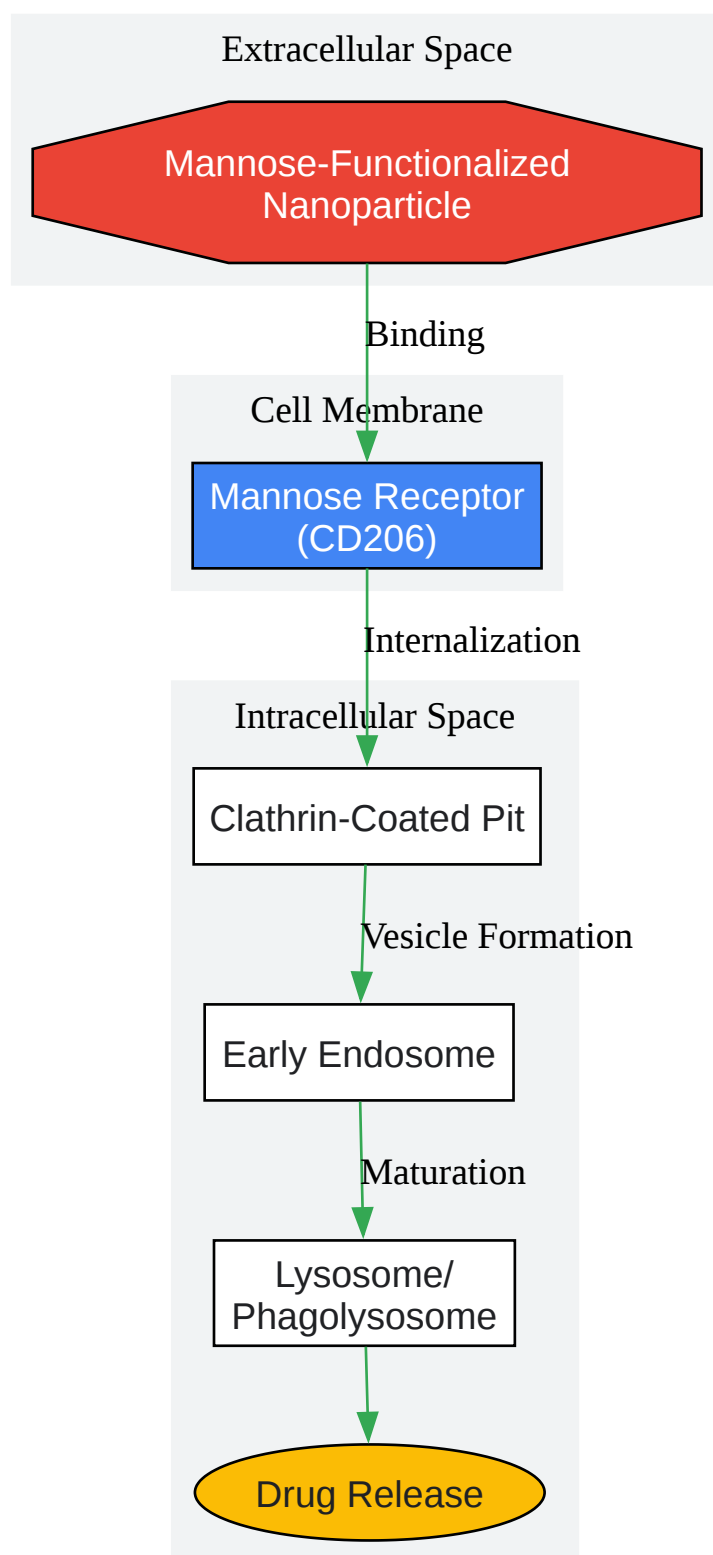 Extracellular Space
Mannose-Functionalized
Nanoparticle
Binding
Cell Membrane
Mannose Receptor
(CD206)
Internalization
Intracellular Space
Clathrin-Coated Pit
Vesicle Formation
Early Endosome
Maturation
Lysosome/
Phagolysosome
Drug Release